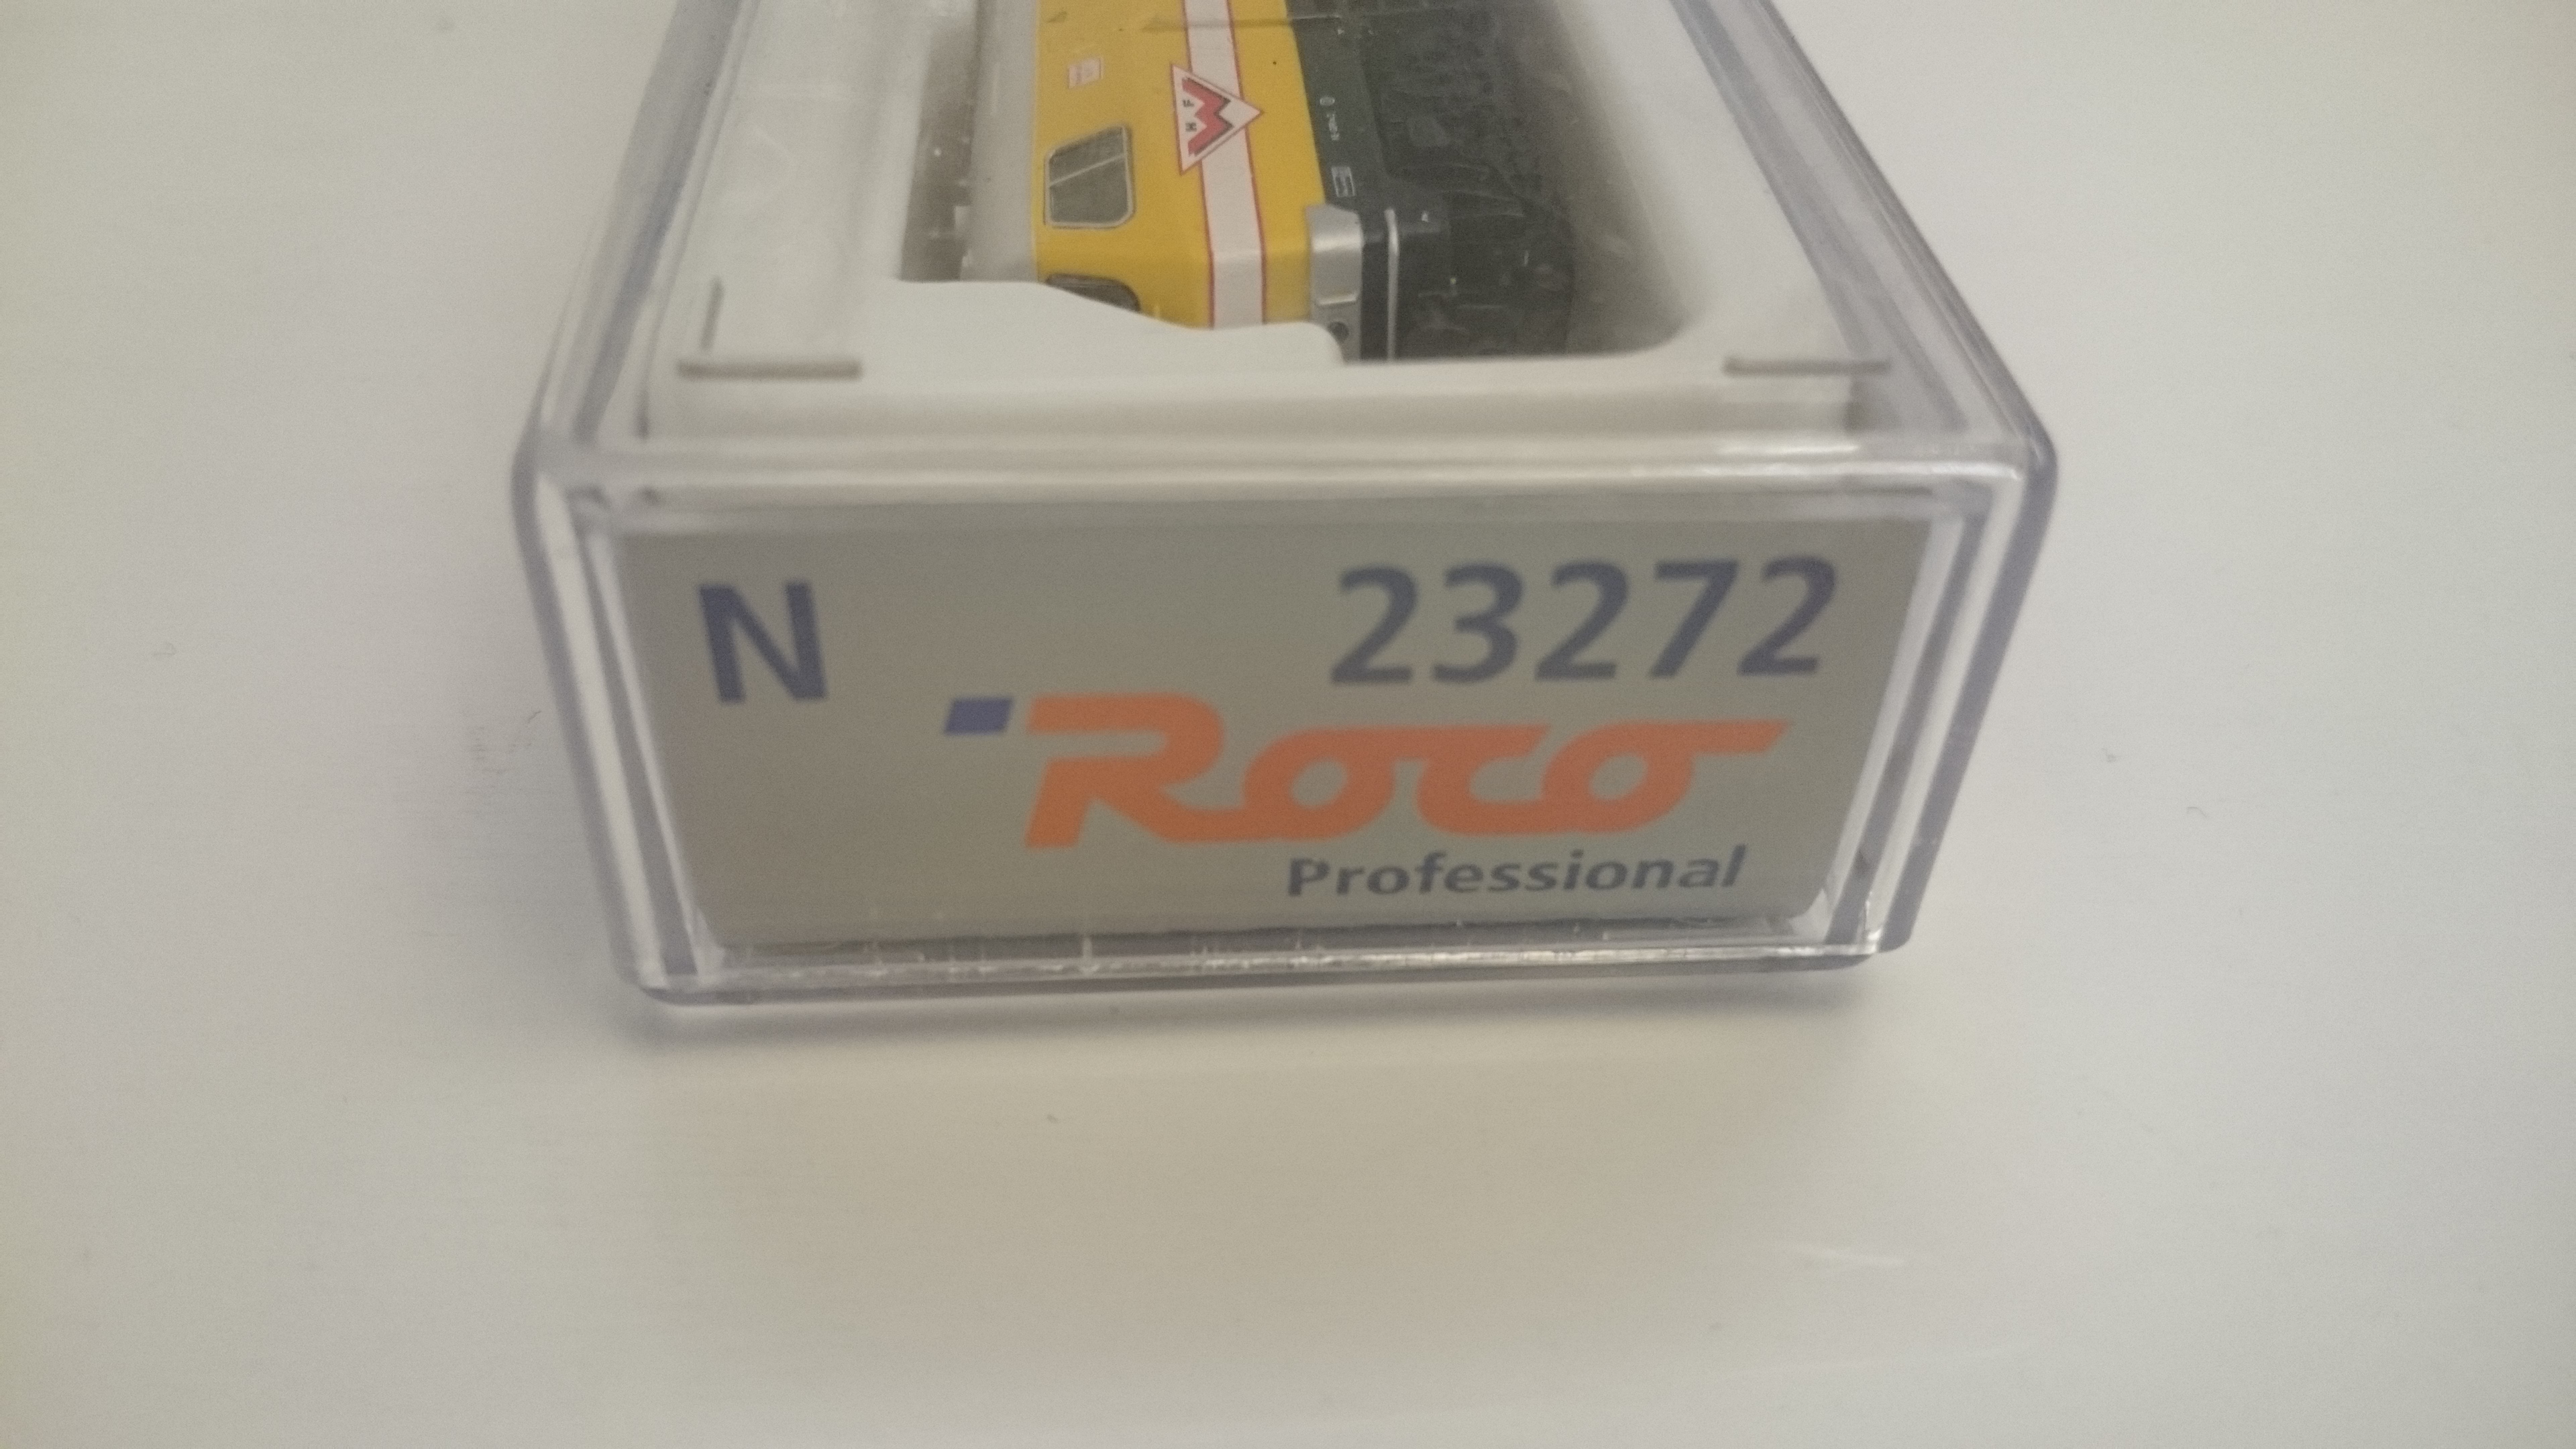 W
H F
N
23272
Roco
Professional